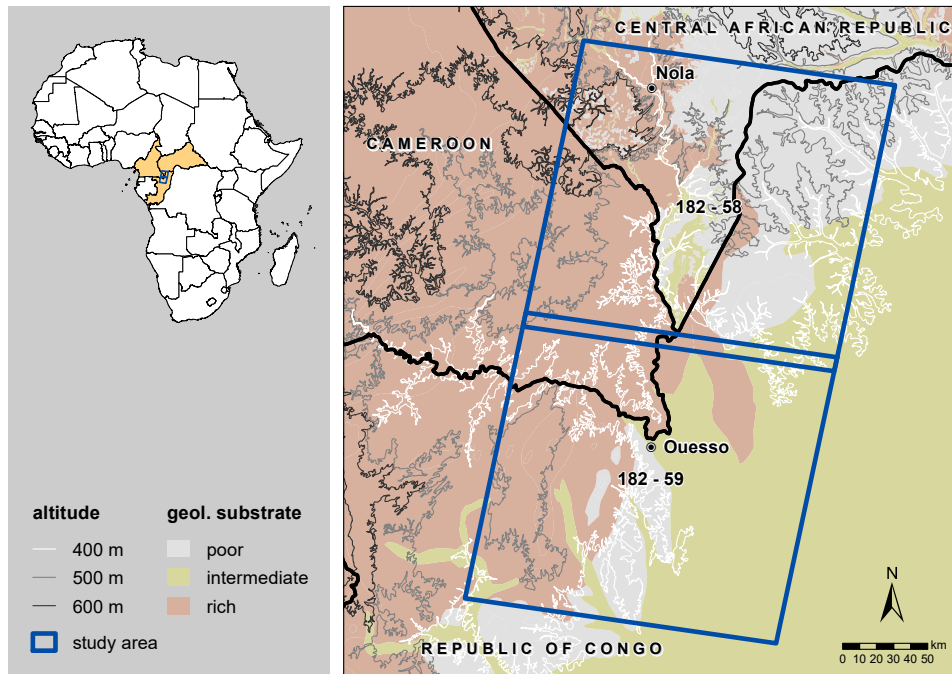 CENTRAL AFRICAN REPUBLIC
Nola
CAMEROON
182 - 58
Ouesso
182 - 59
REPUBLIC OF CONGO
N
km
0 10 20 30 40 50
altitude
400 m
500 m
600 m
study area
geol. substrate
poor
intermediate
rich